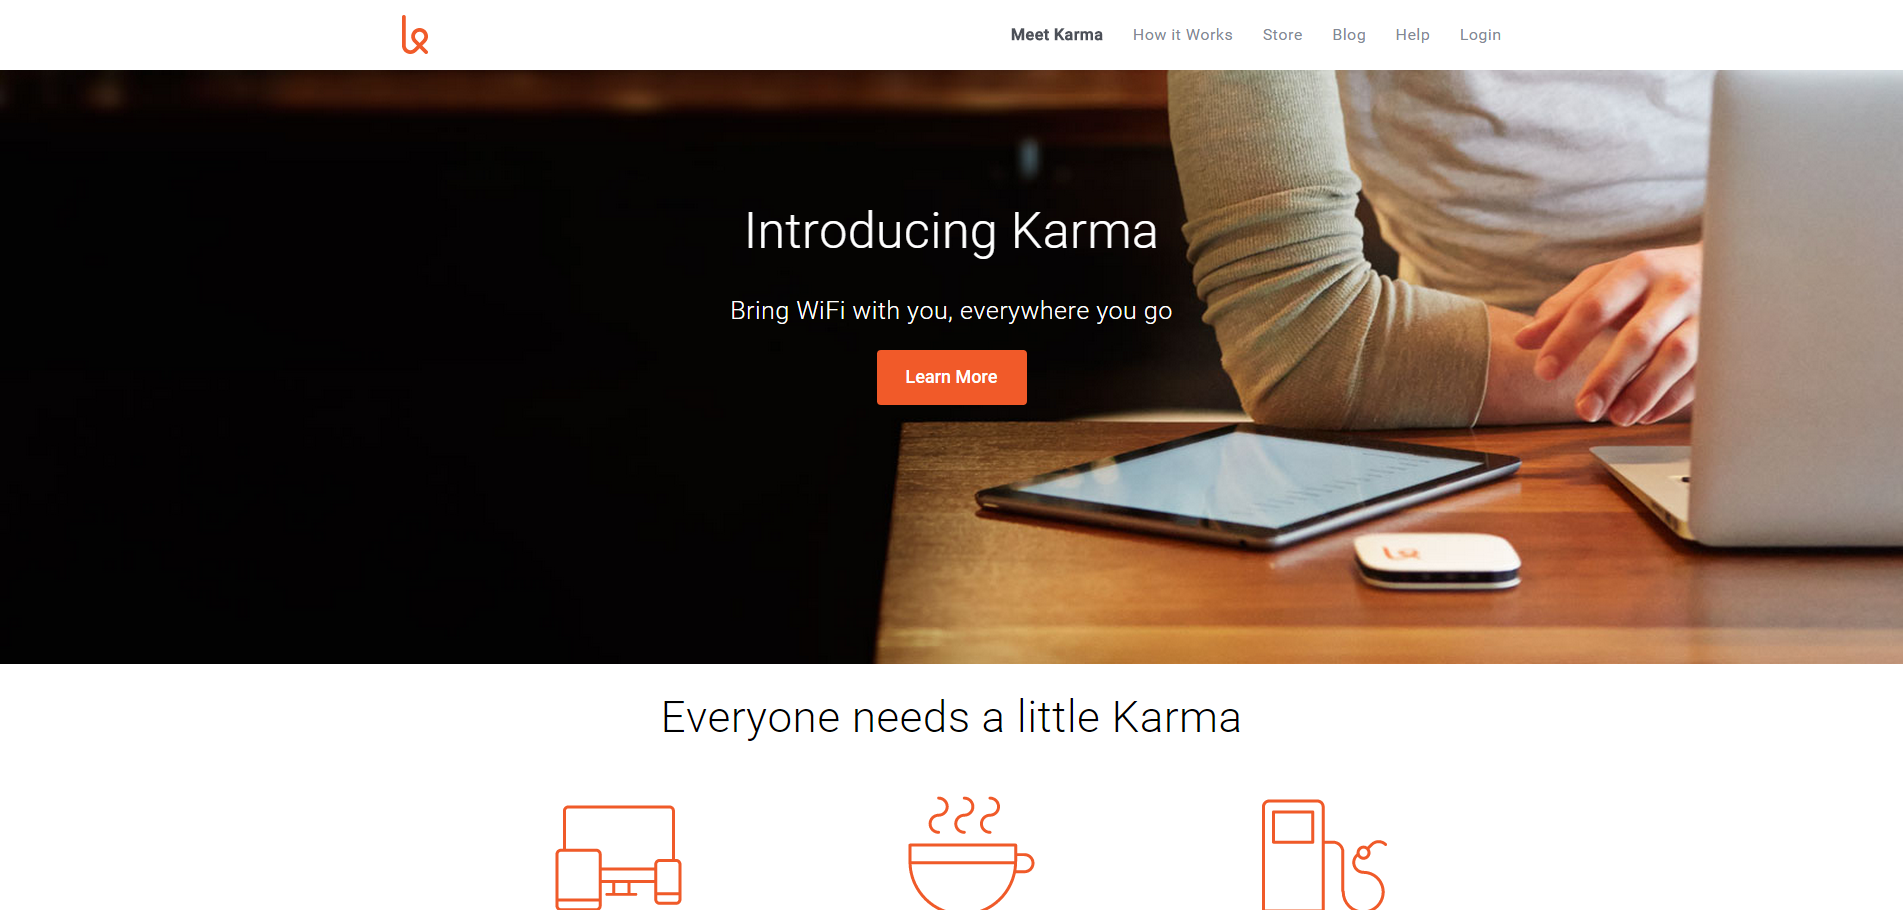 Meet Karma
How it Works
Store
Blog
Help
Login
Introducing Karma
Bring WiFi with you, everywhere you go
Learn More
Everyone needs a little Karma